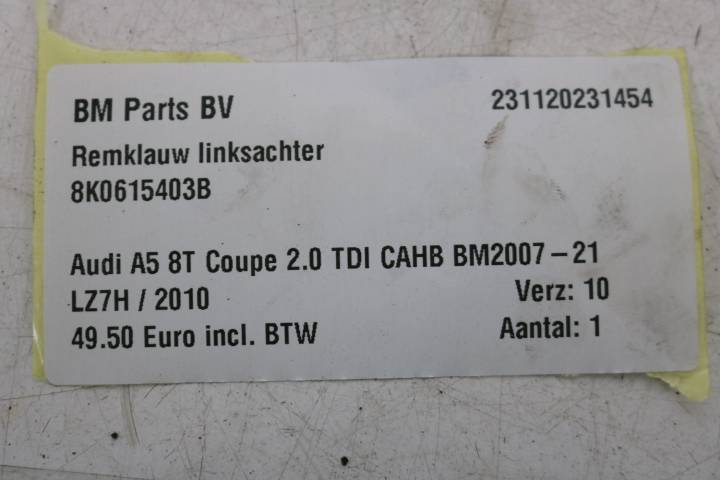 BM Parts BV 231120231454
Remklauw linksachter
8K0615403B
Audi A5 8T Coupe 2.0 TDI CAHB BM2007-21
LZ7H / 2010 Verz: 10
49.50 Euro incl. BTW Aantal: 1